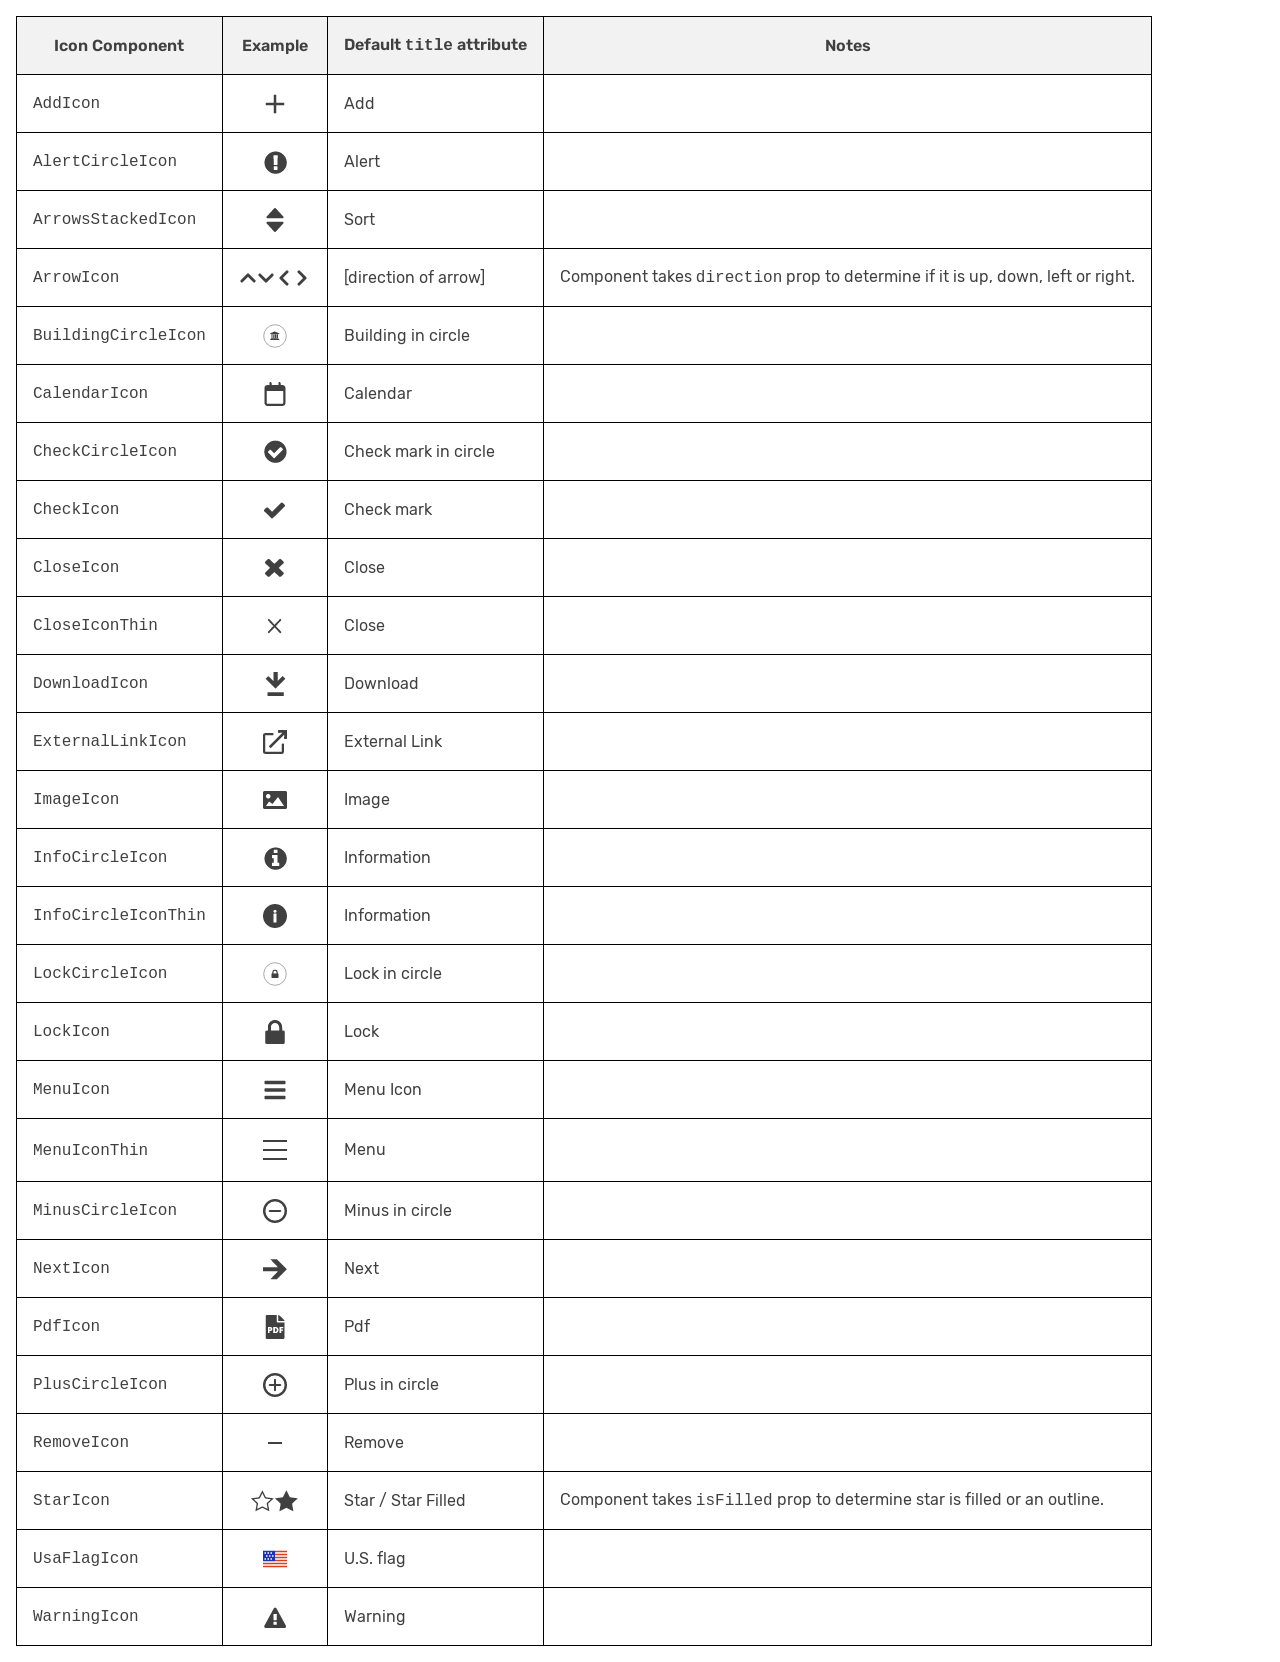 Icon Component Example Default title attribute Notes
AddIcon Add
AlertCircleIcon Alert
ArrowsStackedIcon Sort
ArrowIcon [direction of arrow] Component takes direction prop to determine if it is up, down, left or right.
BuildingCircleIcon Building in circle
CalendarIcon Calendar
CheckCircleIcon Check mark in circle
CheckIcon Check mark
CloseIcon Close
CloseIconThin Close
DownloadIcon Download
ExternalLinkIcon External Link
ImageIcon Image
InfoCircleIcon Information
InfoCircleIconThin Information
LockCircleIcon Lock in circle
LockIcon Lock
MenuIcon Menu Icon
MenuIconThin Menu
MinusCircleIcon Minus in circle
NextIcon Next
PdfIcon PDF Pdf
PlusCircleIcon Plus in circle
RemoveIcon Remove
StarIcon Star / Star Filled Component takes isFilled prop to determine star is filled or an outline.
UsaFlagIcon U.S. flag
WarningIcon Warning